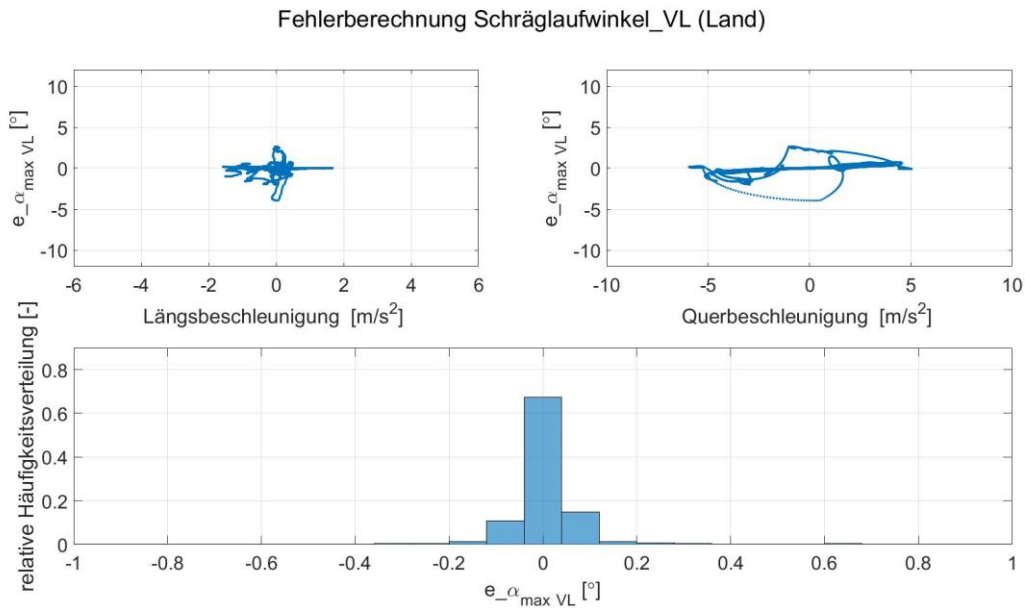 Fehlerberechnung Schräglaufwinkel_VL (Land)
e_α_max VL [°]
10
5
0
-5
-10
-6 -4 -2 0 2 4 6
Längsbeschleunigung [m/s²]
e_α_max VL [°]
10
5
0
-5
-10
-10 -5 0 5 10
Querbeschleunigung [m/s²]
relative Häufigkeitsverteilung [-]
0.8
0.6
0.4
0.2
0
-1 -0.8 -0.6 -0.4 -0.2 0 0.2 0.4 0.6 0.8 1
e_α_max VL [°]